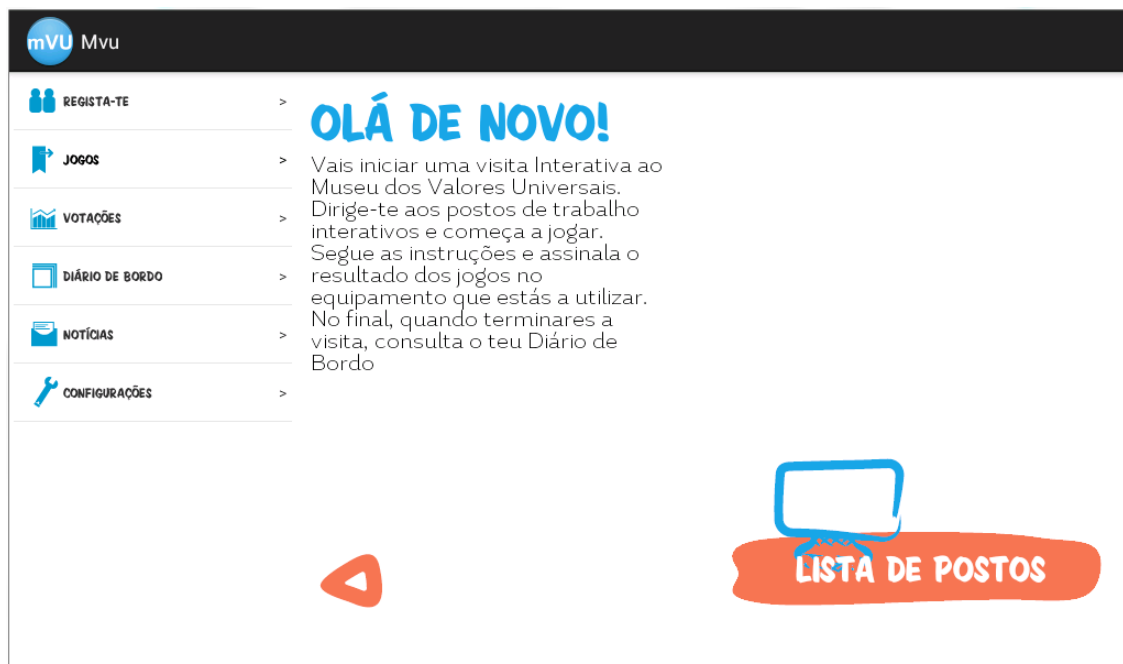 mVU Mvu
REGISTA-TE >
JOGOS >
VOTAÇÕES >
DIÁRIO DE BORDO >
NOTÍCIAS >
CONFIGURAÇÕES >
OLÁ DE NOVO!
Vais iniciar uma visita Interativa ao
Museu dos Valores Universais.
Dirige-te aos postos de trabalho
interativos e começa a jogar.
Segue as instruções e assinala o
resultado dos jogos no
equipamento que estás a utilizar.
No final, quando terminares a
visita, consulta o teu Diário de
Bordo
LISTA DE POSTOS